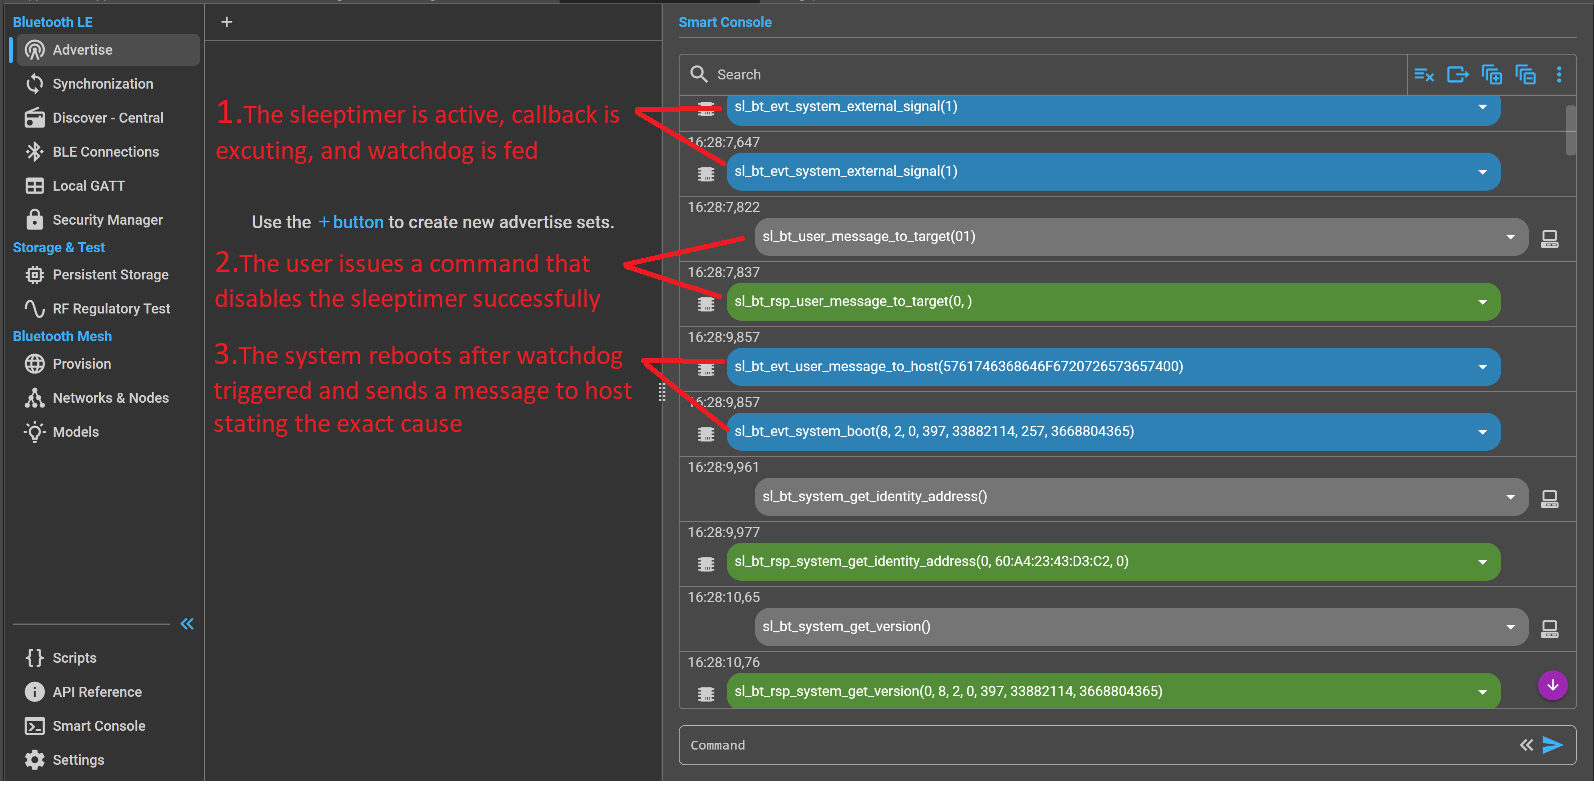 Bluetooth LE
Advertise
Synchronization
Discover - Central
BLE Connections
Local GATT
Security Manager
Storage & Test
Persistent Storage
RF Regulatory Test
Bluetooth Mesh
Provision
Networks & Nodes
Models
Scripts
API Reference
Smart Console
Settings
+
1.The sleeptimer is active, callback is
excuting, and watchdog is fed
Use the +button to create new advertise sets.
2.The user issues a command that
disables the sleeptimer successfully
3.The system reboots after watchdog
triggered and sends a message to host
stating the exact cause
Smart Console
Search
sl_bt_evt_system_external_signal(1)
16:28:7,647
sl_bt_evt_system_external_signal(1)
16:28:7,822
sl_bt_user_message_to_target(01)
16:28:7,837
sl_bt_rsp_user_message_to_target(0, )
16:28:9,857
sl_bt_evt_user_message_to_host(5761746368646F6720726573657400)
16:28:9,857
sl_bt_evt_system_boot(8, 2, 0, 397, 33882114, 257, 3668804365)
16:28:9,961
sl_bt_system_get_identity_address()
16:28:9,977
sl_bt_rsp_system_get_identity_address(0, 60:A4:23:43:D3:C2, 0)
16:28:10,65
sl_bt_system_get_version()
16:28:10,76
sl_bt_rsp_system_get_version(0, 8, 2, 0, 397, 33882114, 3668804365)
Command